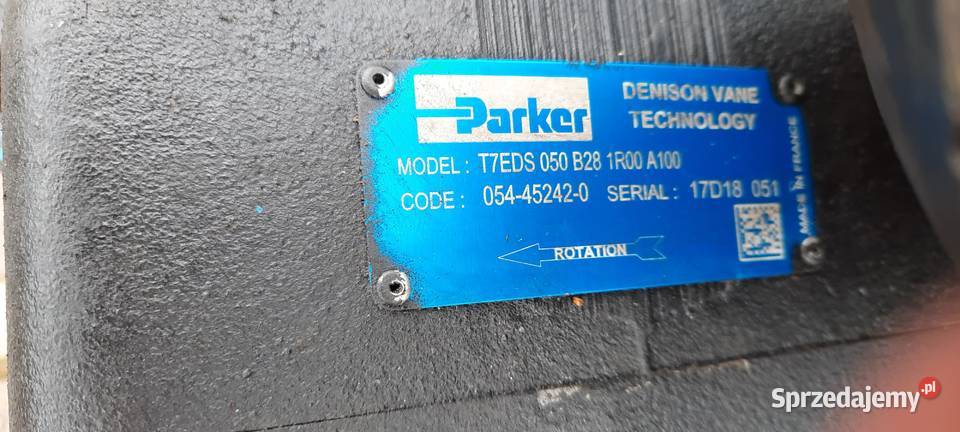 Parker
DENISON VANE
TECHNOLOGY
MODEL : T7EDS 050 B28 1R00 A100
CODE : 054-45242-0 SERIAL : 17D18 051
MADE IN FRANCE
ROTATION
Sprzedajemy.pl